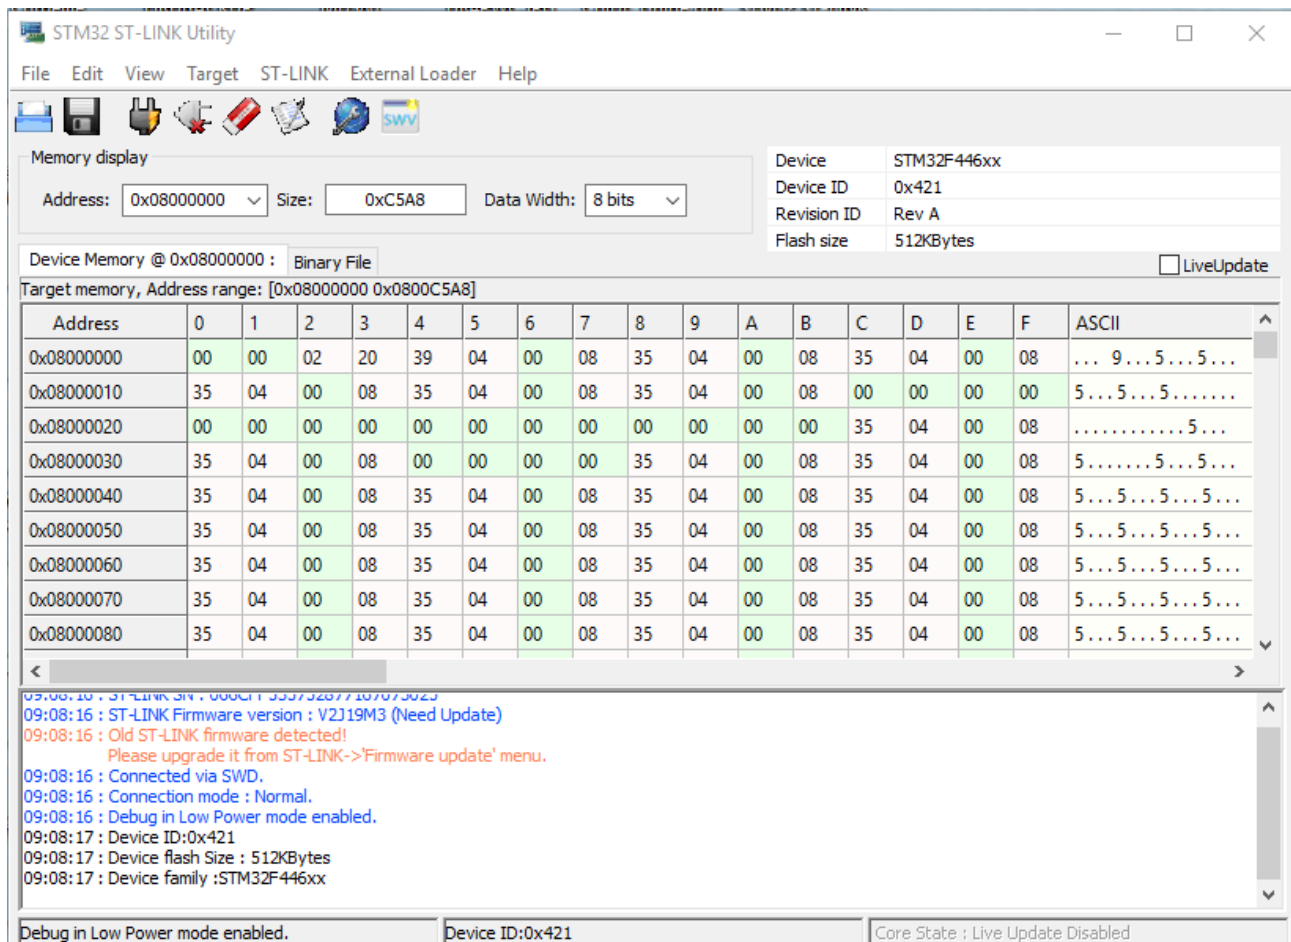 STM32 ST-LINK Utility
File Edit View Target ST-LINK External Loader Help
SWV
Memory display
Address: 0x08000000 Size: 0xC5A8 Data Width: 8 bits
Device STM32F446xx
Device ID 0x421
Revision ID Rev A
Flash size 512KBytes
Device Memory @ 0x08000000 : Binary File
LiveUpdate
Target memory, Address range: [0x08000000 0x0800C5A8]
Address 0 1 2 3 4 5 6 7 8 9 A B C D E F ASCII
0x08000000 00 00 02 20 39 04 00 08 35 04 00 08 35 04 00 08 ... 9...5...5...
0x08000010 35 04 00 08 35 04 00 08 35 04 00 08 00 00 00 00 5...5...5.......
0x08000020 00 00 00 00 00 00 00 00 00 00 00 00 35 04 00 08 ............5...
0x08000030 35 04 00 08 00 00 00 00 35 04 00 08 35 04 00 08 5.......5...5...
0x08000040 35 04 00 08 35 04 00 08 35 04 00 08 35 04 00 08 5...5...5...5...
0x08000050 35 04 00 08 35 04 00 08 35 04 00 08 35 04 00 08 5...5...5...5...
0x08000060 35 04 00 08 35 04 00 08 35 04 00 08 35 04 00 08 5...5...5...5...
0x08000070 35 04 00 08 35 04 00 08 35 04 00 08 35 04 00 08 5...5...5...5...
0x08000080 35 04 00 08 35 04 00 08 35 04 00 08 35 04 00 08 5...5...5...5...
09:08:16 : ST-LINK SN :
09:08:16 : ST-LINK Firmware version : V2J19M3 (Need Update)
09:08:16 : Old ST-LINK firmware detected!
Please upgrade it from ST-LINK->'Firmware update' menu.
09:08:16 : Connected via SWD.
09:08:16 : Connection mode : Normal.
09:08:16 : Debug in Low Power mode enabled.
09:08:17 : Device ID:0x421
09:08:17 : Device flash Size : 512KBytes
09:08:17 : Device family :STM32F446xx
Debug in Low Power mode enabled. Device ID:0x421 Core State : Live Update Disabled